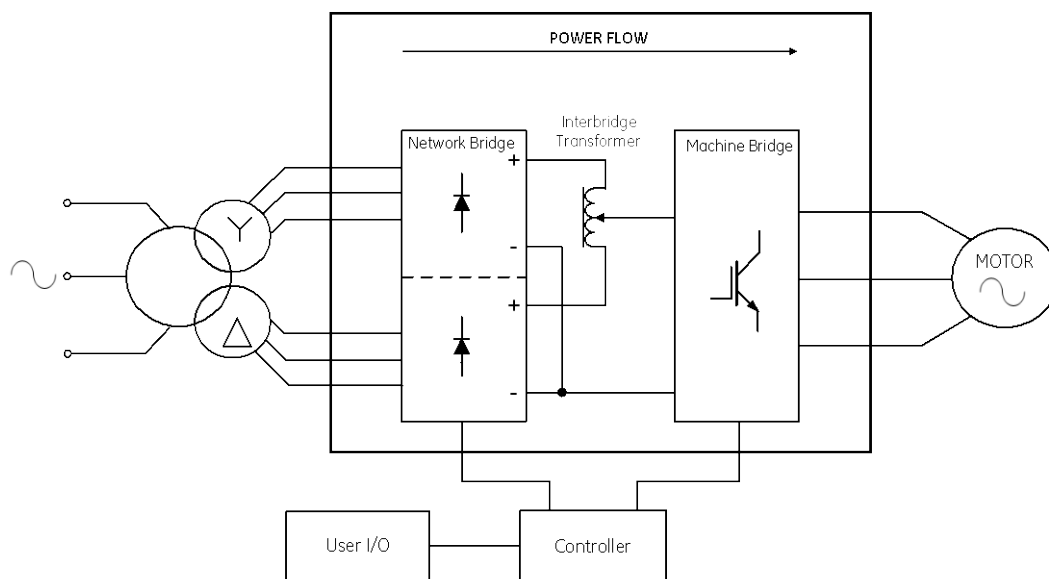 POWER FLOW
Interbridge
Transformer
Network Bridge
Machine Bridge
+
-
+
-
MOTOR
User I/O
Controller